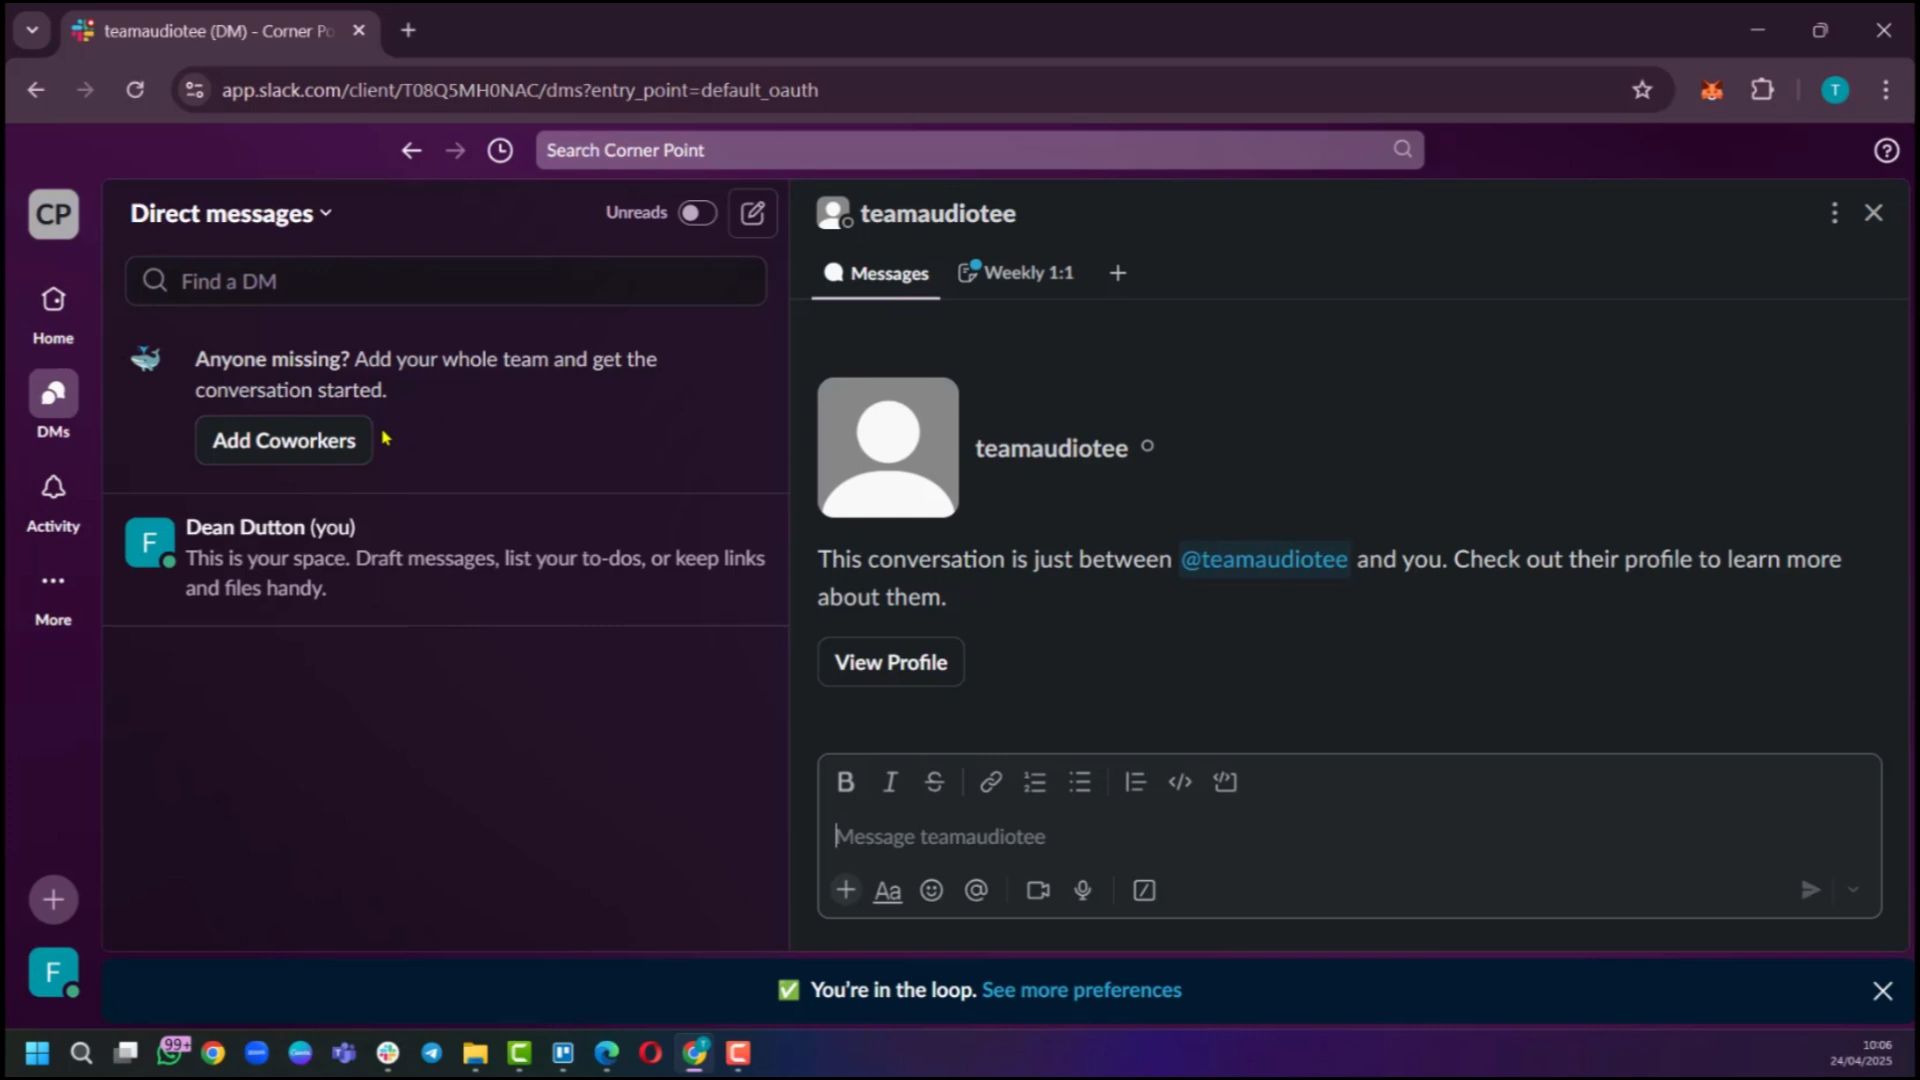 teamaudiotee (DM) - Corner Po
app.slack.com/client/T08Q5MH0NAC/dms?entry_point=default_oauth
T
Search Corner Point
CP
Home
DMs
Activity
More
F
Direct messages
Unreads
Find a DM
Anyone missing? Add your whole team and get the
conversation started.
Add Coworkers
F
Dean Dutton (you)
This is your space. Draft messages, list your to-dos, or keep links
and files handy.
teamaudiotee
Messages
Weekly 1:1
teamaudiotee
This conversation is just between @teamaudiotee and you. Check out their profile to learn more
about them.
View Profile
B I S
Message teamaudiotee
Aa
You're in the loop. See more preferences
99+
10:06
24/04/2025